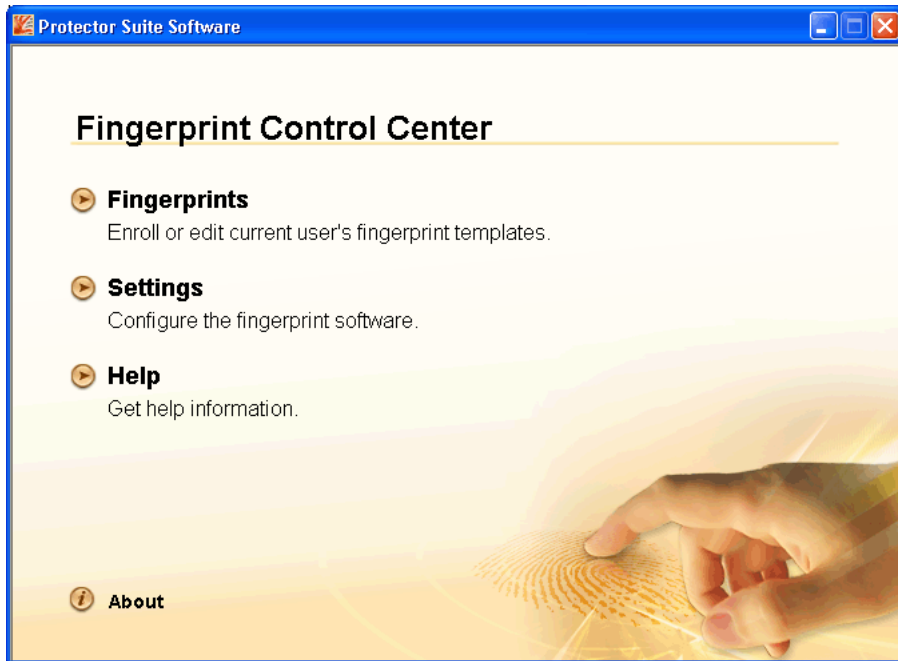 Protector Suite Software
Fingerprint Control Center
Fingerprints
Enroll or edit current user's fingerprint templates.
Settings
Configure the fingerprint software.
Help
Get help information.
About